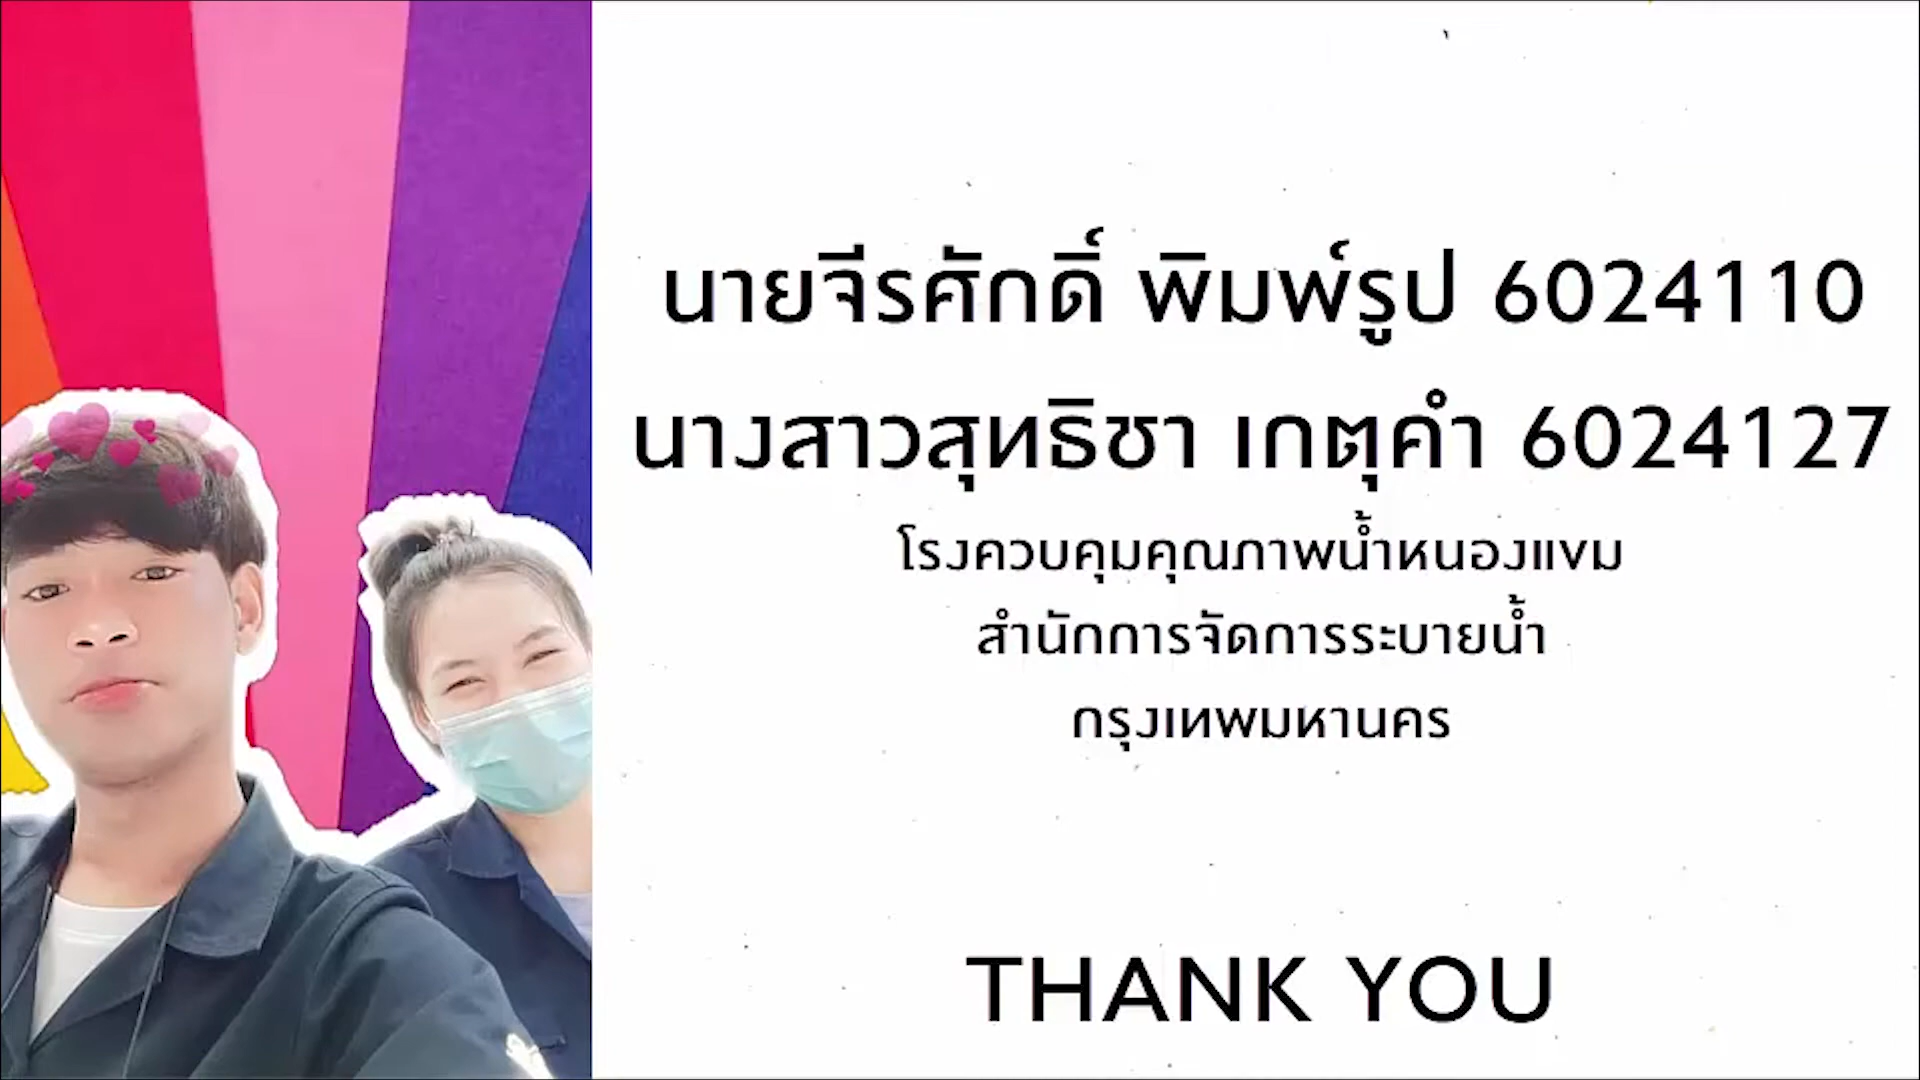 นายจีรศักดิ์ พิมพ์รูป 6024110
นางสาวสุทธิชา เกตุคำ 6024127
โรงควบคุมคุณภาพน้ำหนองแขม
สำนักการจัดการระบายน้ำ
กรุงเทพมหานคร
THANK YOU